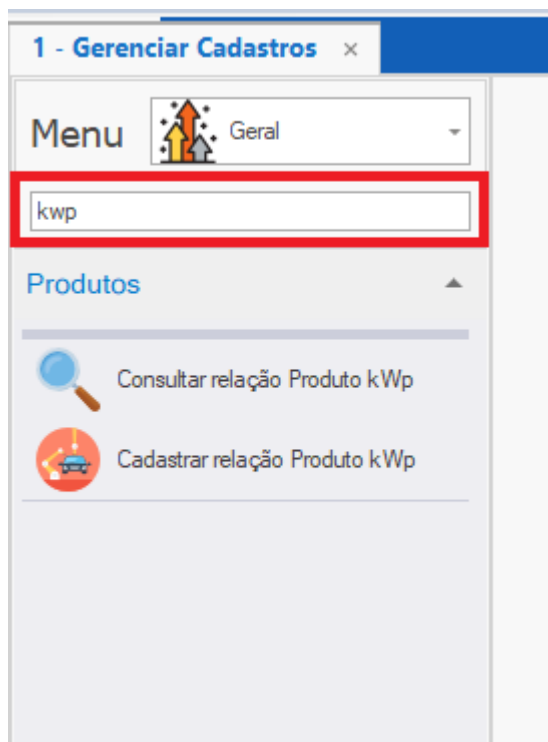 1 - Gerenciar Cadastros ×
Menu Geral
kwp
Produtos
Consultar relação Produto kWp
Cadastrar relação Produto kWp